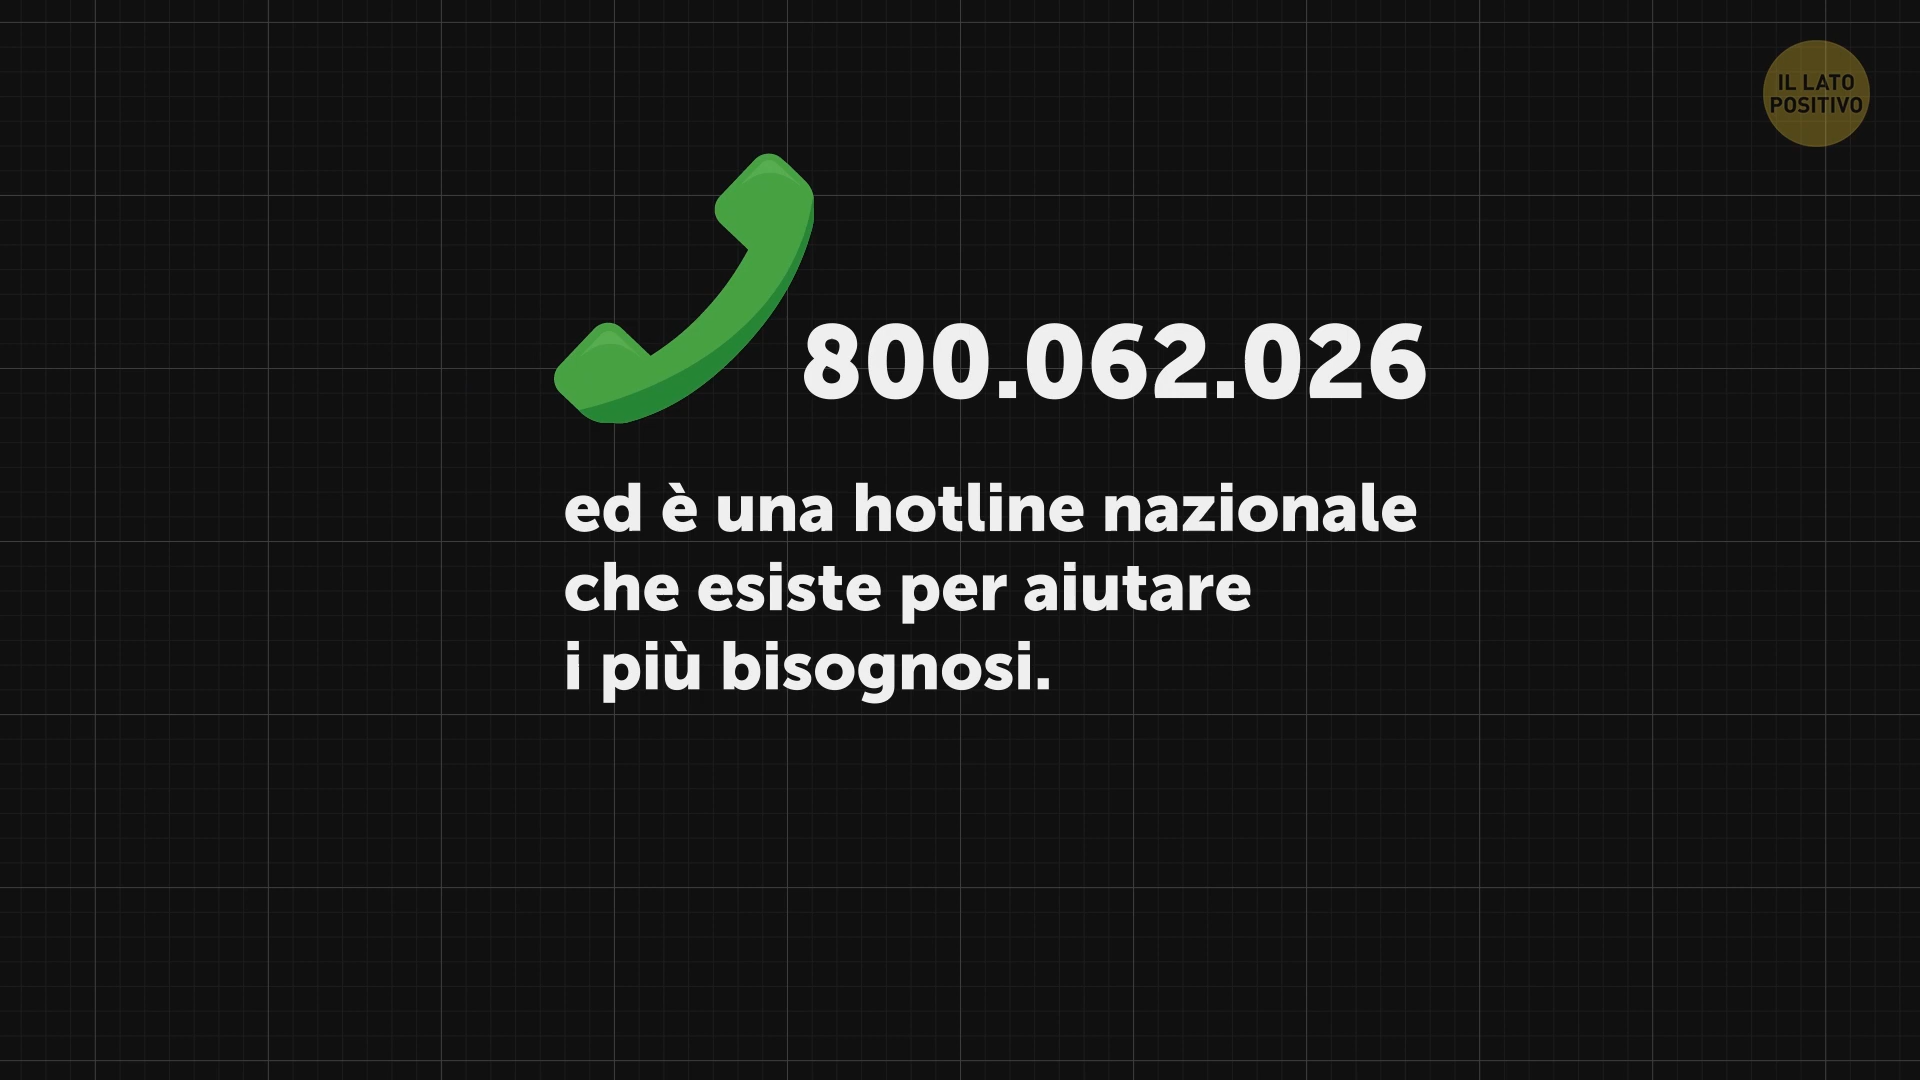 IL LATO
POSITIVO
800.062.026
ed è una hotline nazionale
che esiste per aiutare
i più bisognosi.